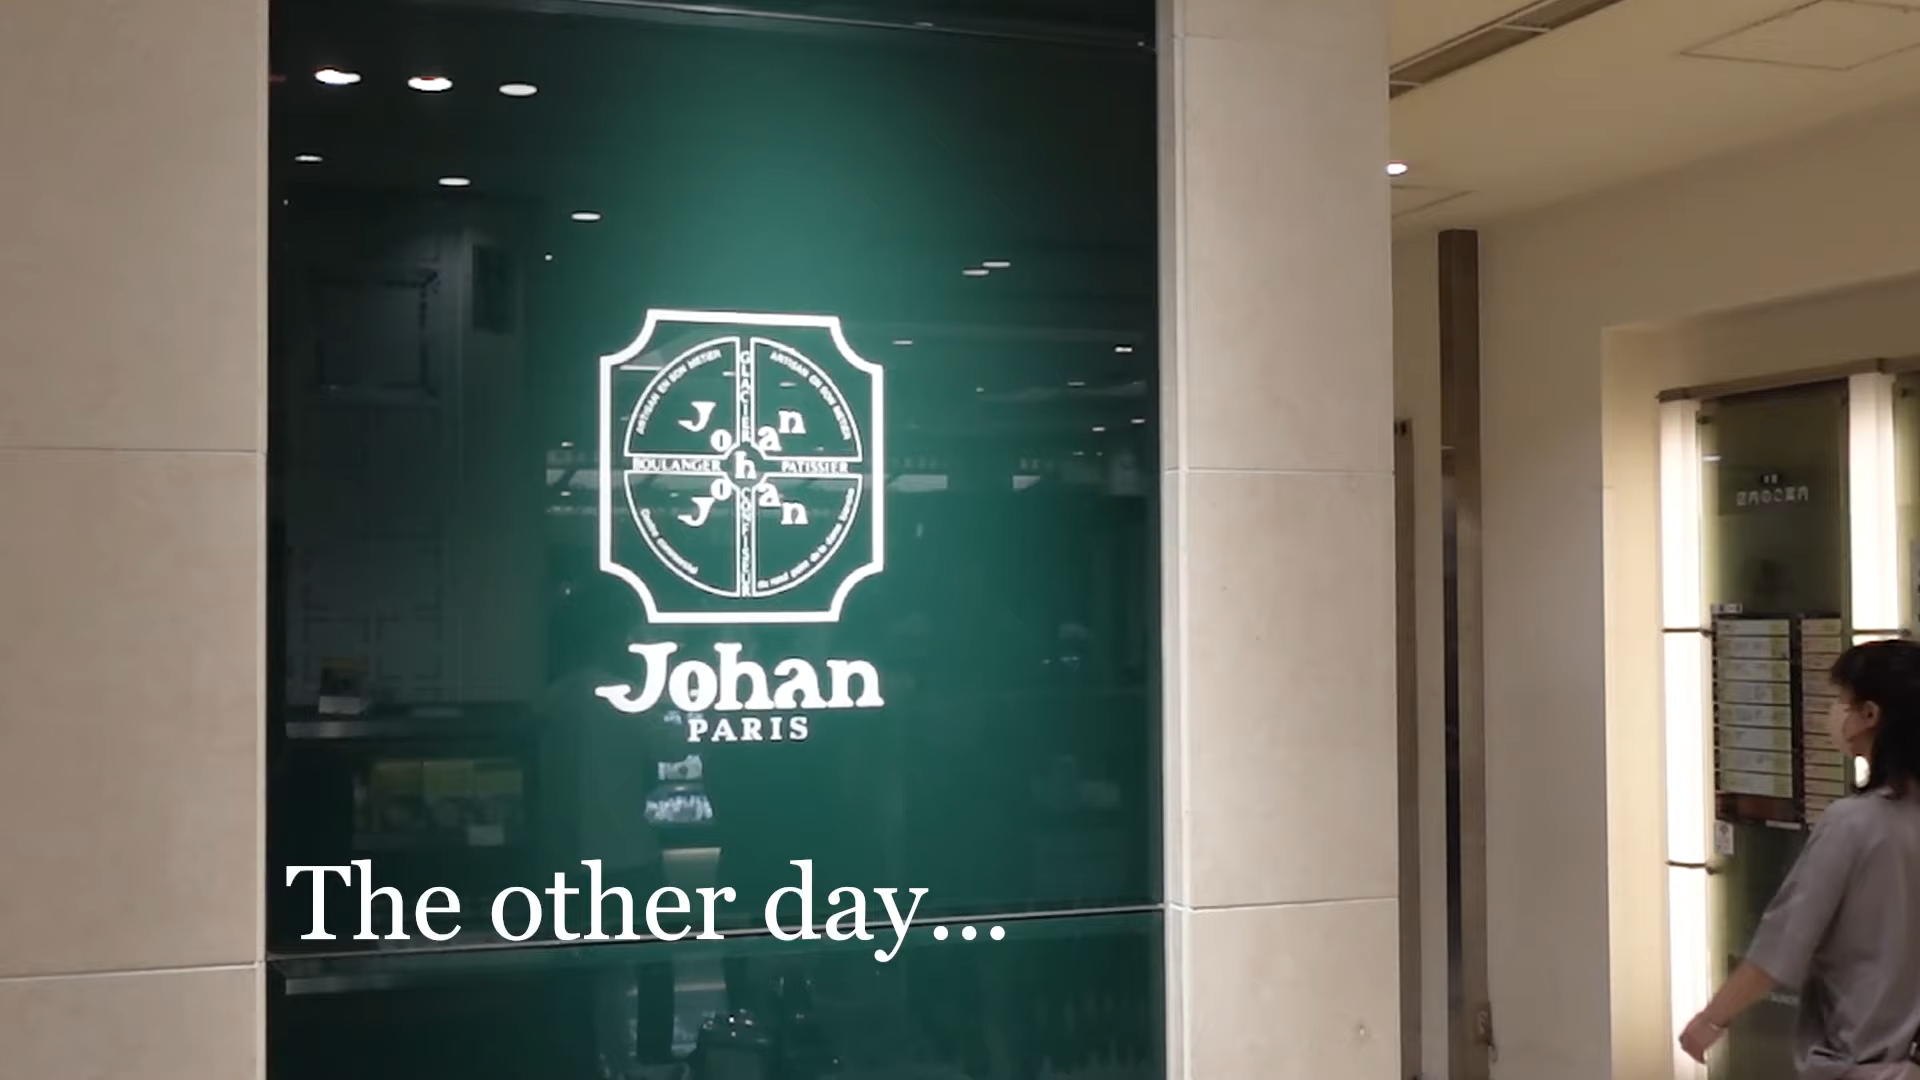 ARTISAN EN SON METIER
ARTISAN EN SON METIER
GLACIER
Johan
BOULANGER
PATISSIER
Johan
CONFISEUR
Johan
PARIS
The other day...